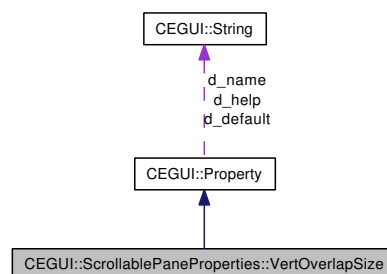 CEGUI::String
d_name
d_help
d_default
CEGUI::Property
CEGUI::ScrollablePaneProperties::VertOverlapSize